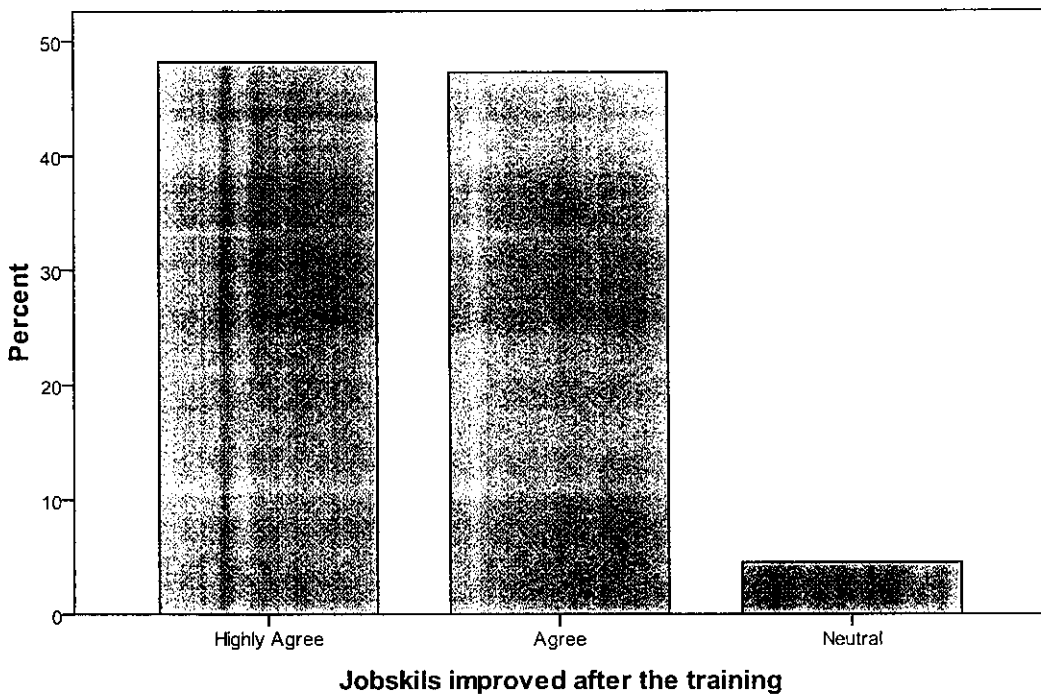 50
40
30
20
10
0
Percent
Highly Agree
Agree
Neutral
Jobskils improved after the training